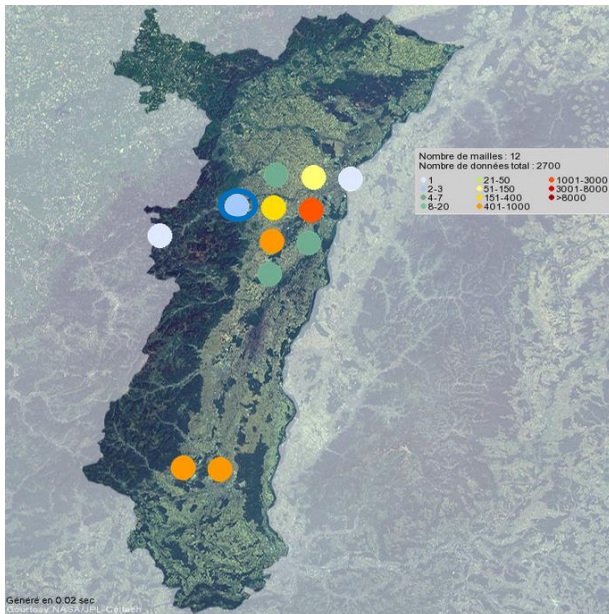 Nombre de mailles : 12
Nombre de données total : 2700
1 21-50 1001-3000
2-3 51-150 3001-8000
4-7 151-400 >8000
8-20 401-1000
Généré en 0.02 sec
Courtesy NASA/JPL-Caltech